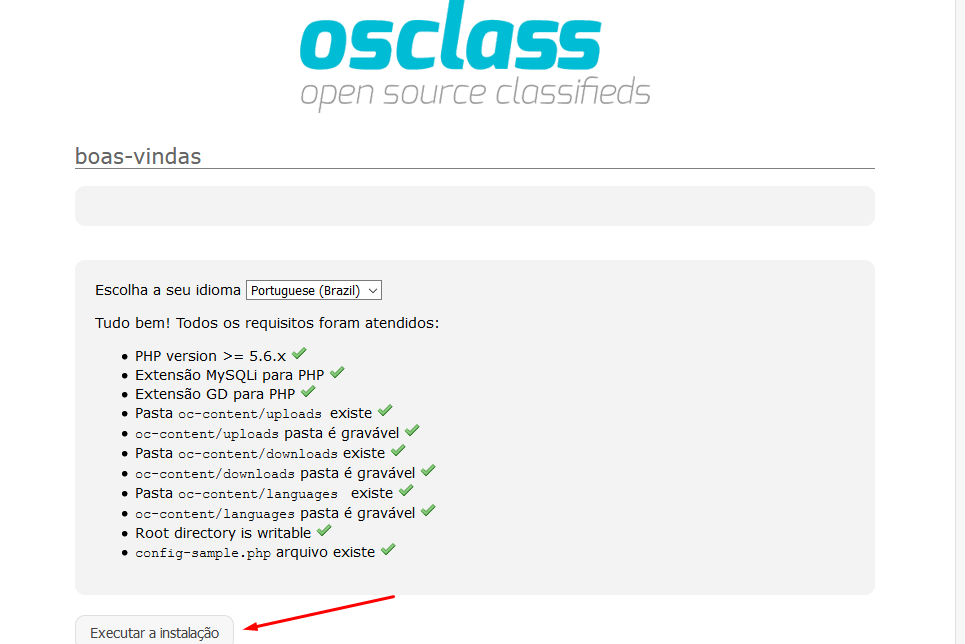 osclass
open source classifieds
boas-vindas
Escolha a seu idioma Portuguese (Brazil)
Tudo bem! Todos os requisitos foram atendidos:
PHP version >= 5.6.x
Extensão MySQLi para PHP
Extensão GD para PHP
Pasta oc-content/uploads existe
oc-content/uploads pasta é gravável
Pasta oc-content/downloads existe
oc-content/downloads pasta é gravável
Pasta oc-content/languages existe
oc-content/languages pasta é gravável
Root directory is writable
config-sample.php arquivo existe
Executar a instalação